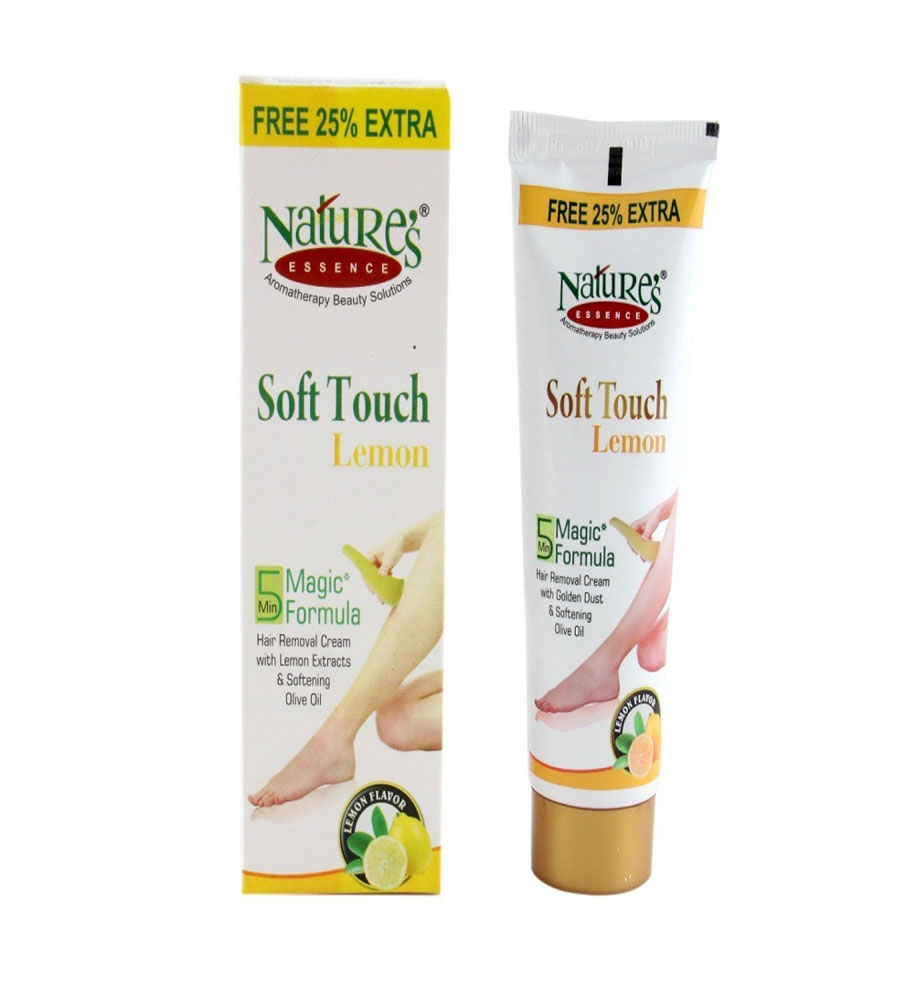 FREE 25% EXTRA
Nature's®
ESSENCE
Aromatherapy Beauty Solutions
Soft Touch
Lemon
5 Min Magic*
Formula
Hair Removal Cream
with Lemon Extracts
& Softening
Olive Oil
LEMON FLAVOR
FREE 25% EXTRA
Nature's®
ESSENCE
Aromatherapy Beauty Solutions
Soft Touch
Lemon
5 Min Magic*
Formula
Hair Removal Cream
with Golden Dust
& Softening
Olive Oil
LEMON FLAVOR